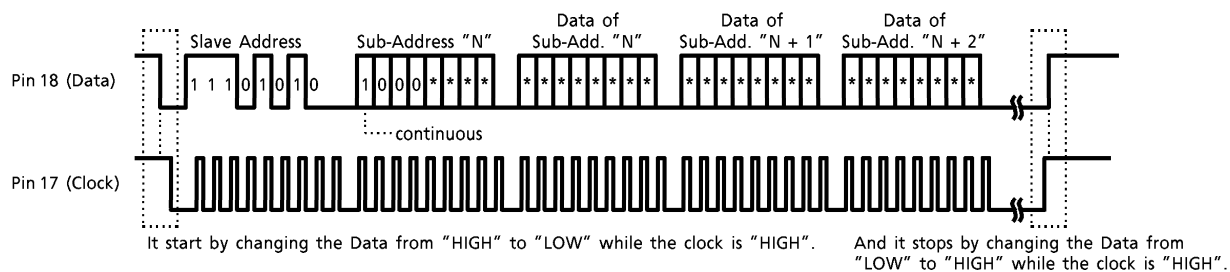 Data of Data of Data of
Slave Address Sub-Address "N" Sub-Add. "N" Sub-Add. "N + 1" Sub-Add. "N + 2"
Pin 18 (Data) 1 1 1 0 1 0 1 0 1 0 0 0 * * * * * * * * * * * * * * * * * * * * * * * * * * * *
continuous
Pin 17 (Clock)
It start by changing the Data from "HIGH" to "LOW" while the clock is "HIGH".
And it stops by changing the Data from
"LOW" to "HIGH" while the clock is "HIGH".